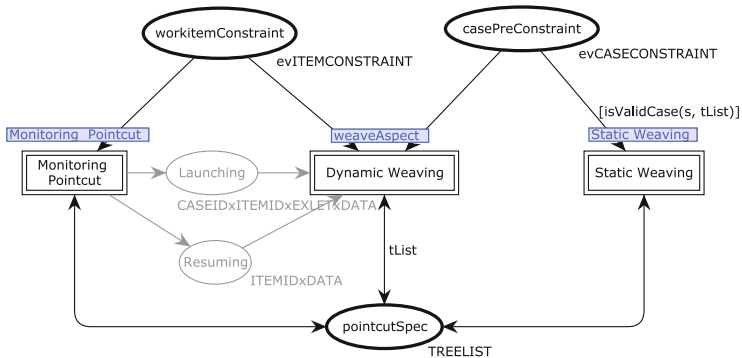 workitemConstraint
casePreConstraint
evITEMCONSTRAINT
evCASECONSTRAINT
[isValidCase(s, tList)]
Monitoring Pointcut
weaveAspect
Static Weaving
Monitoring
Pointcut
Launching
Dynamic Weaving
Static Weaving
CASEIDxITEMIDxEXLETxDATA
tList
Resuming
ITEMIDxDATA
pointcutSpec
TREELIST